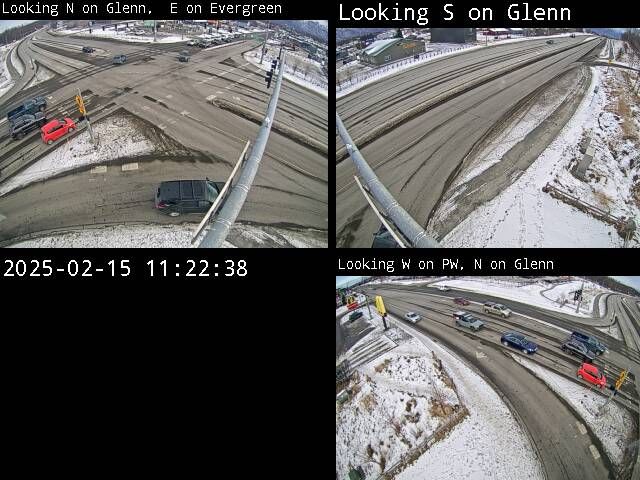 Looking N on Glenn,  E on Evergreen
Looking S on Glenn
2025-02-15 11:22:38
Looking W on PW, N on Glenn